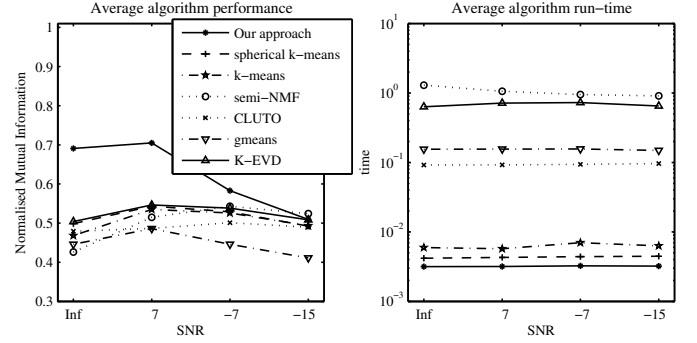 Average algorithm performance
1
0.9
0.8
0.7
0.6
0.5
0.4
0.3
Normalised Mutual Information
Inf
7
−7
−15
SNR
Our approach
spherical k−means
k−means
semi−NMF
CLUTO
gmeans
K−EVD
Average algorithm run−time
10^1
10^0
10^−1
10^−2
10^−3
time
Inf
7
−7
−15
SNR